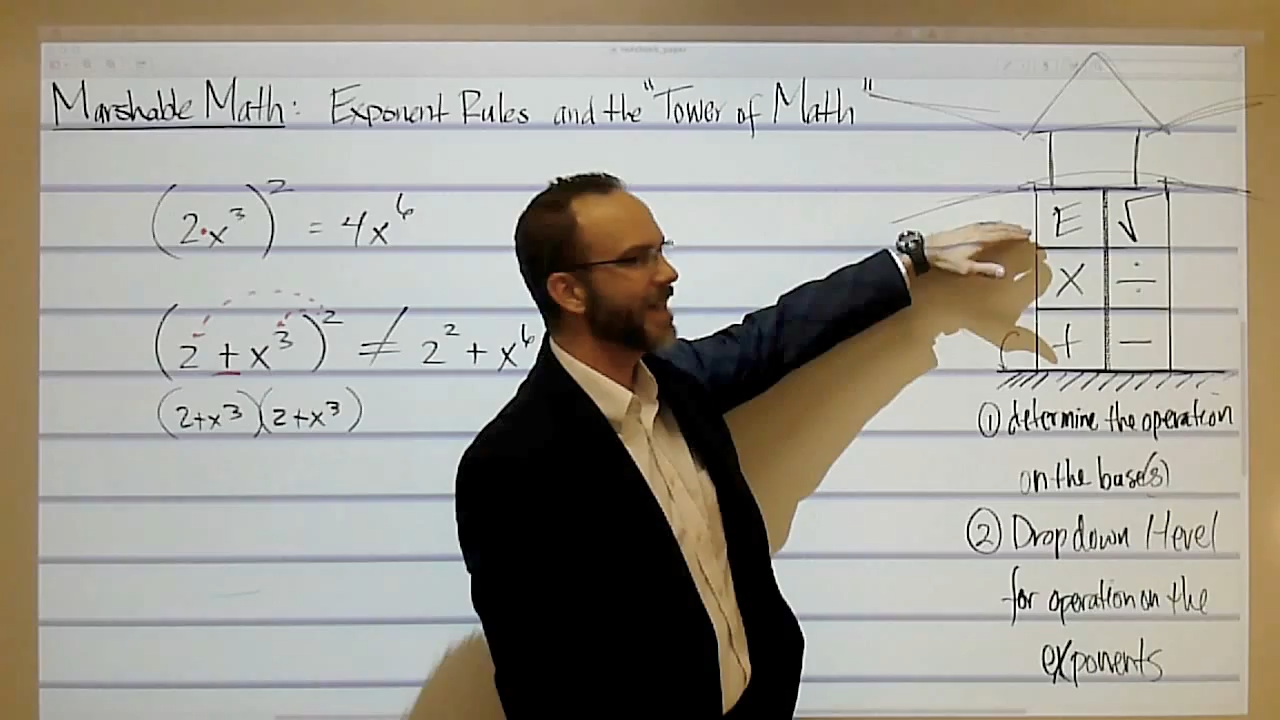 Marshable Math: Exponent Rules and the "Tower of Math"
(2·x³)² = 4x⁶
(2 + x³)² ≠ 2² + x⁶
(2+x³)(2+x³)
E √
× ÷
+ −
① determine the operation
on the base(s)
② Drop down 1 level
for operation on the
exponents